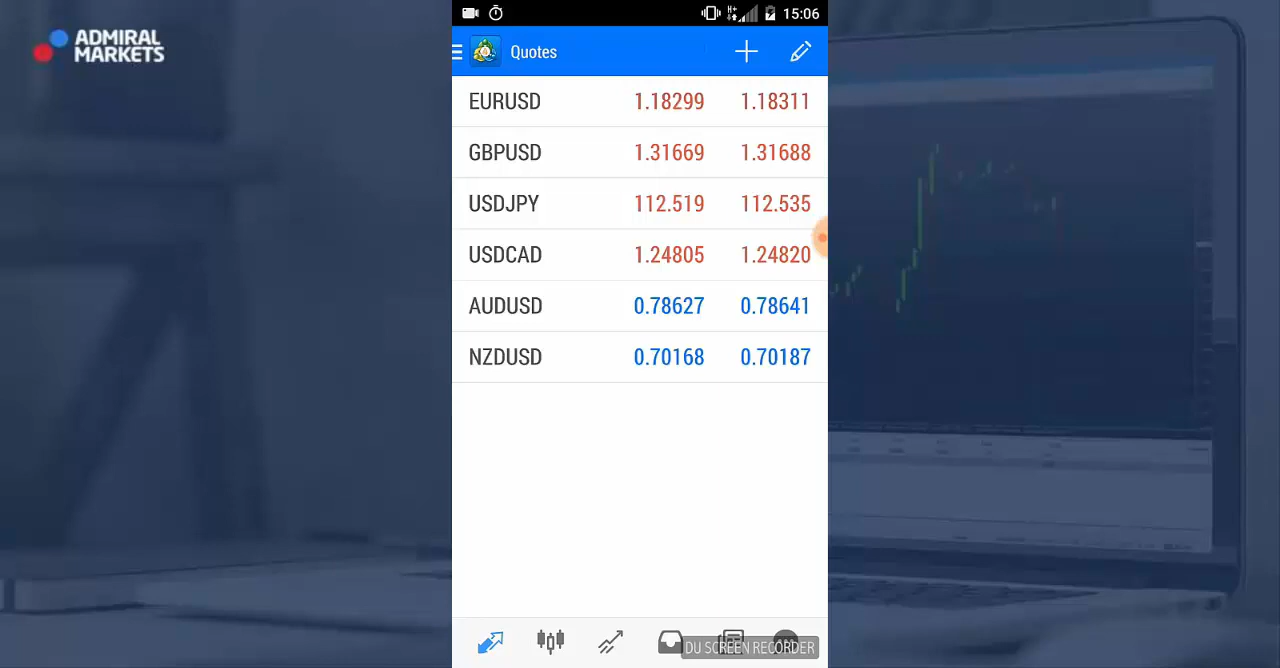 ADMIRAL
MARKETS
15:06
Quotes
EURUSD 1.18299 1.18311
GBPUSD 1.31669 1.31688
USDJPY 112.519 112.535
USDCAD 1.24805 1.24820
AUDUSD 0.78627 0.78641
NZDUSD 0.70168 0.70187
DU SCREEN RECORDER